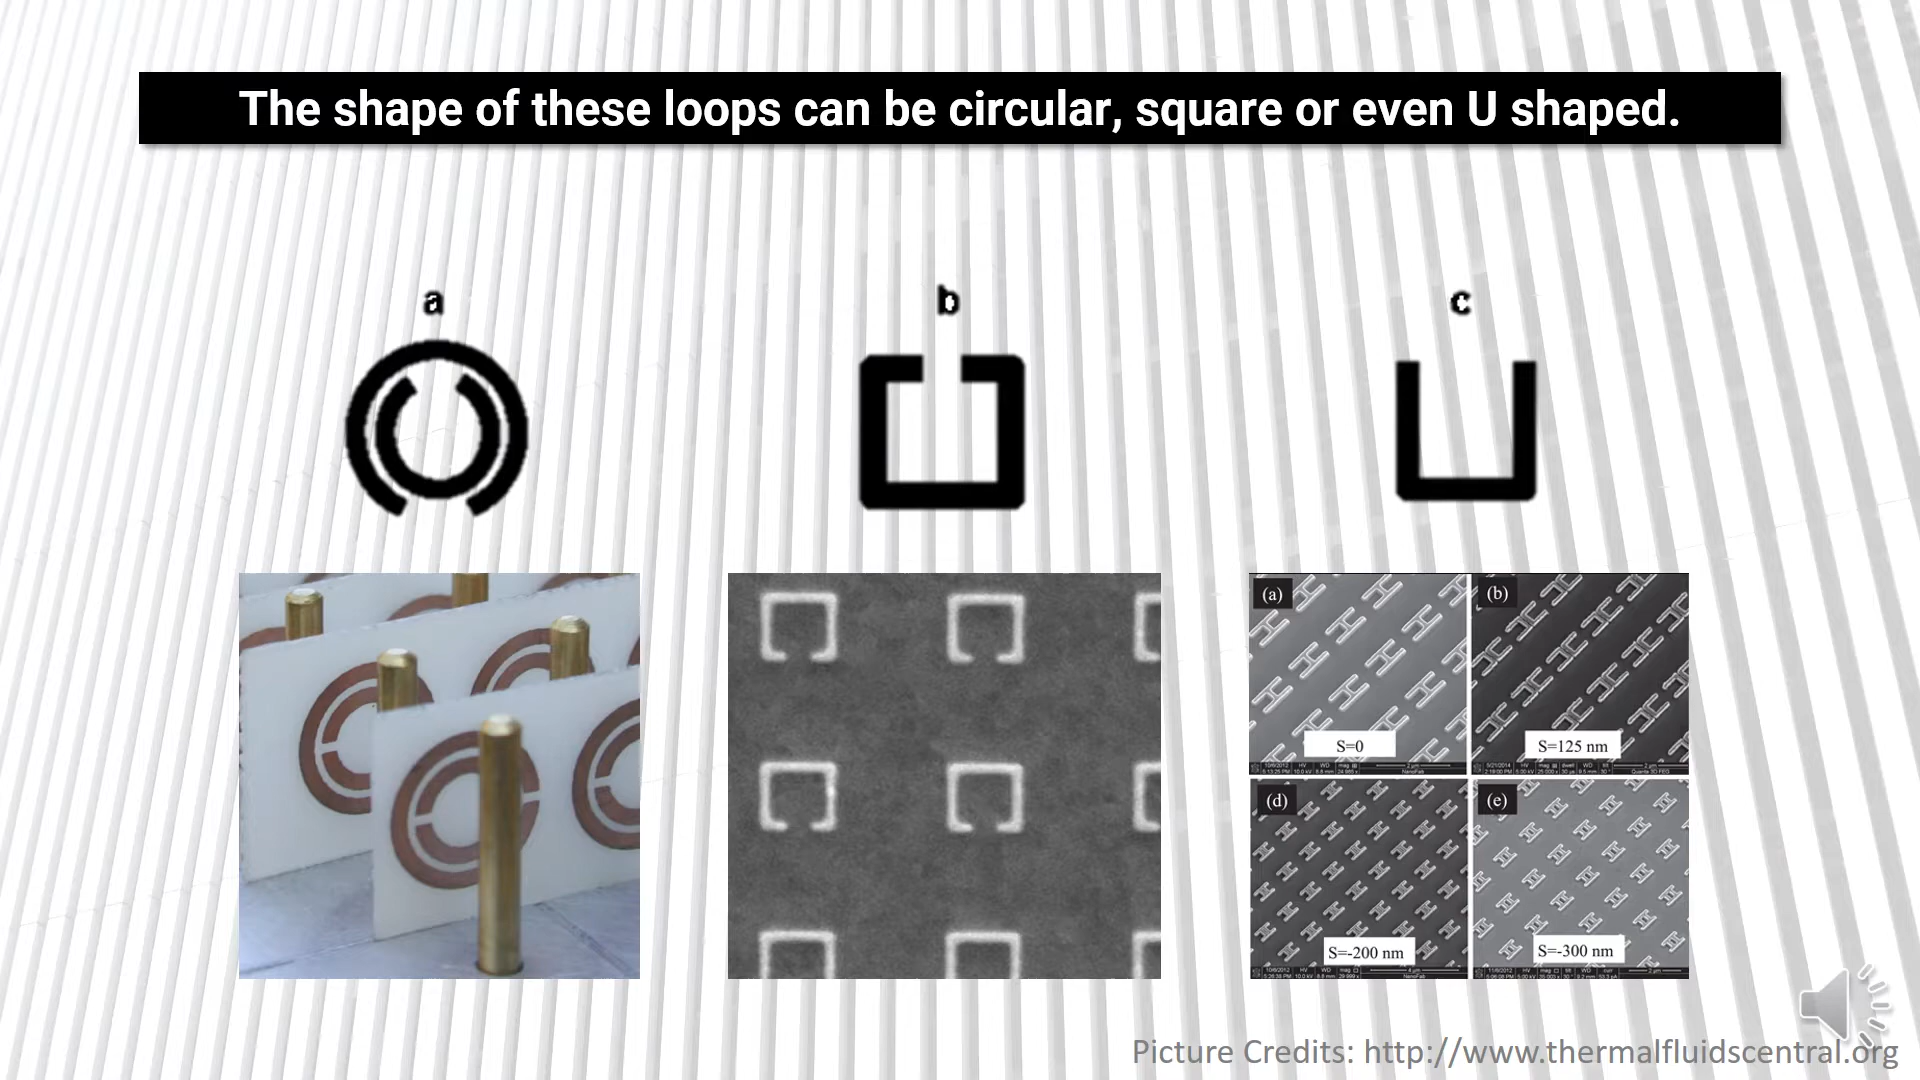 The shape of these loops can be circular, square or even U shaped.
a
b
c
(a)
(b)
S=0
S=125 nm
(d)
(e)
S=-200 nm
S=-300 nm
Picture Credits: http://www.thermalfluidscentral.org